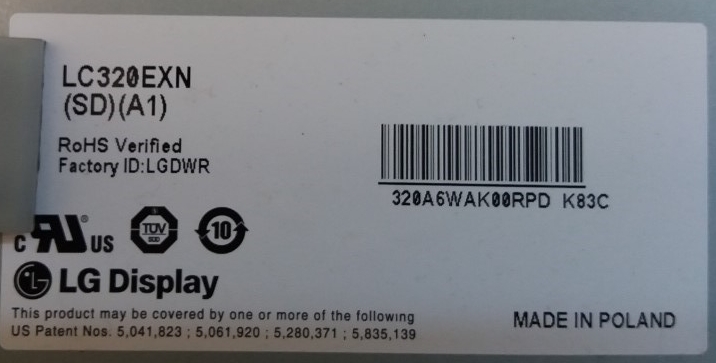 LC320EXN
(SD)(A1)
RoHS Verified
Factory ID:LGDWR
320A6WAK00RPD K83C
c RU® US
TÜV
SÜD
10
LG Display
This product may be covered by one or more of the following
US Patent Nos. 5,041,823 ; 5,061,920 ; 5,280,371 ; 5,835,139
MADE IN POLAND